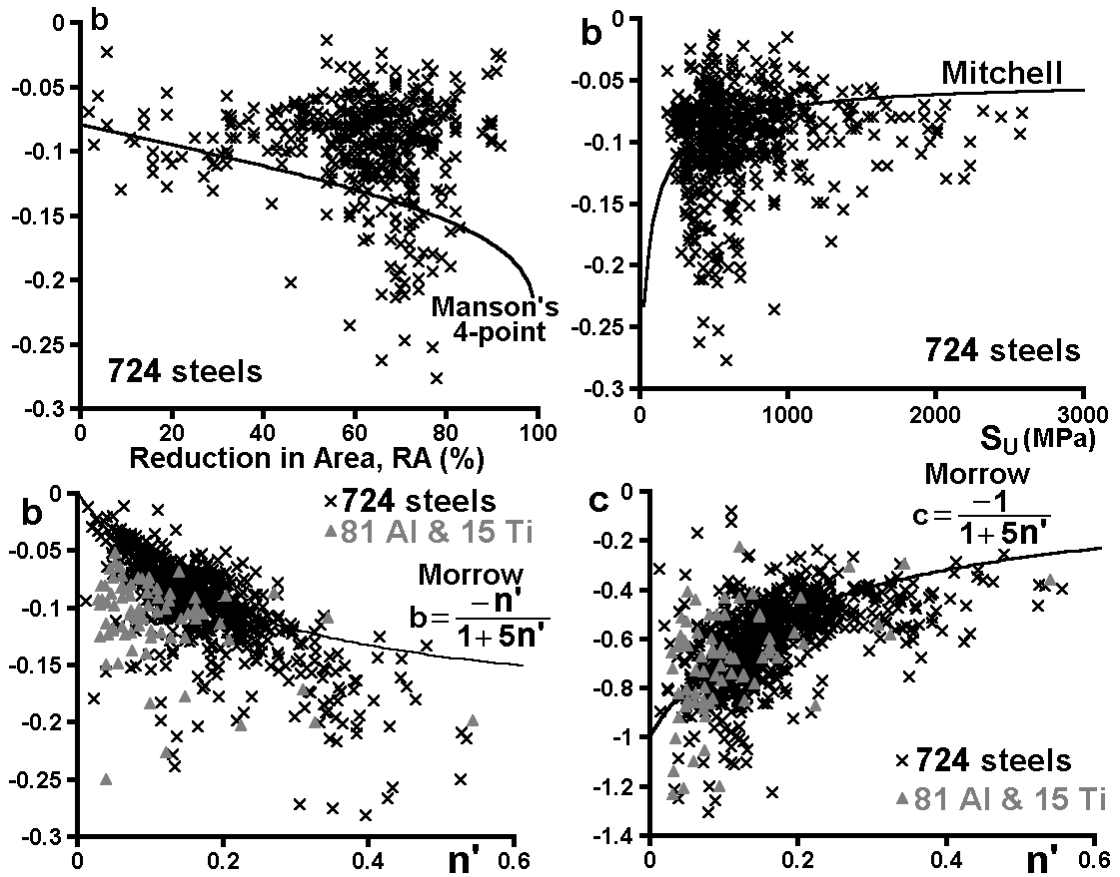 b
0
-0.05
-0.1
-0.15
-0.2
-0.25
-0.3
Manson's
4-point
724 steels
0 20 40 60 80 100
Reduction in Area, RA (%)
b
0
-0.05
-0.1
-0.15
-0.2
-0.25
-0.3
Mitchell
724 steels
0 1000 2000 3000
SU (MPa)
b
0
-0.05
-0.1
-0.15
-0.2
-0.25
-0.3
724 steels
81 Al & 15 Ti
Morrow
b = -n' / 1+5n'
0 0.2 0.4 0.6
n'
c
0
-0.2
-0.4
-0.6
-0.8
-1
-1.2
-1.4
Morrow
c = -1 / 1+5n'
724 steels
81 Al & 15 Ti
0 0.2 0.4 0.6
n'